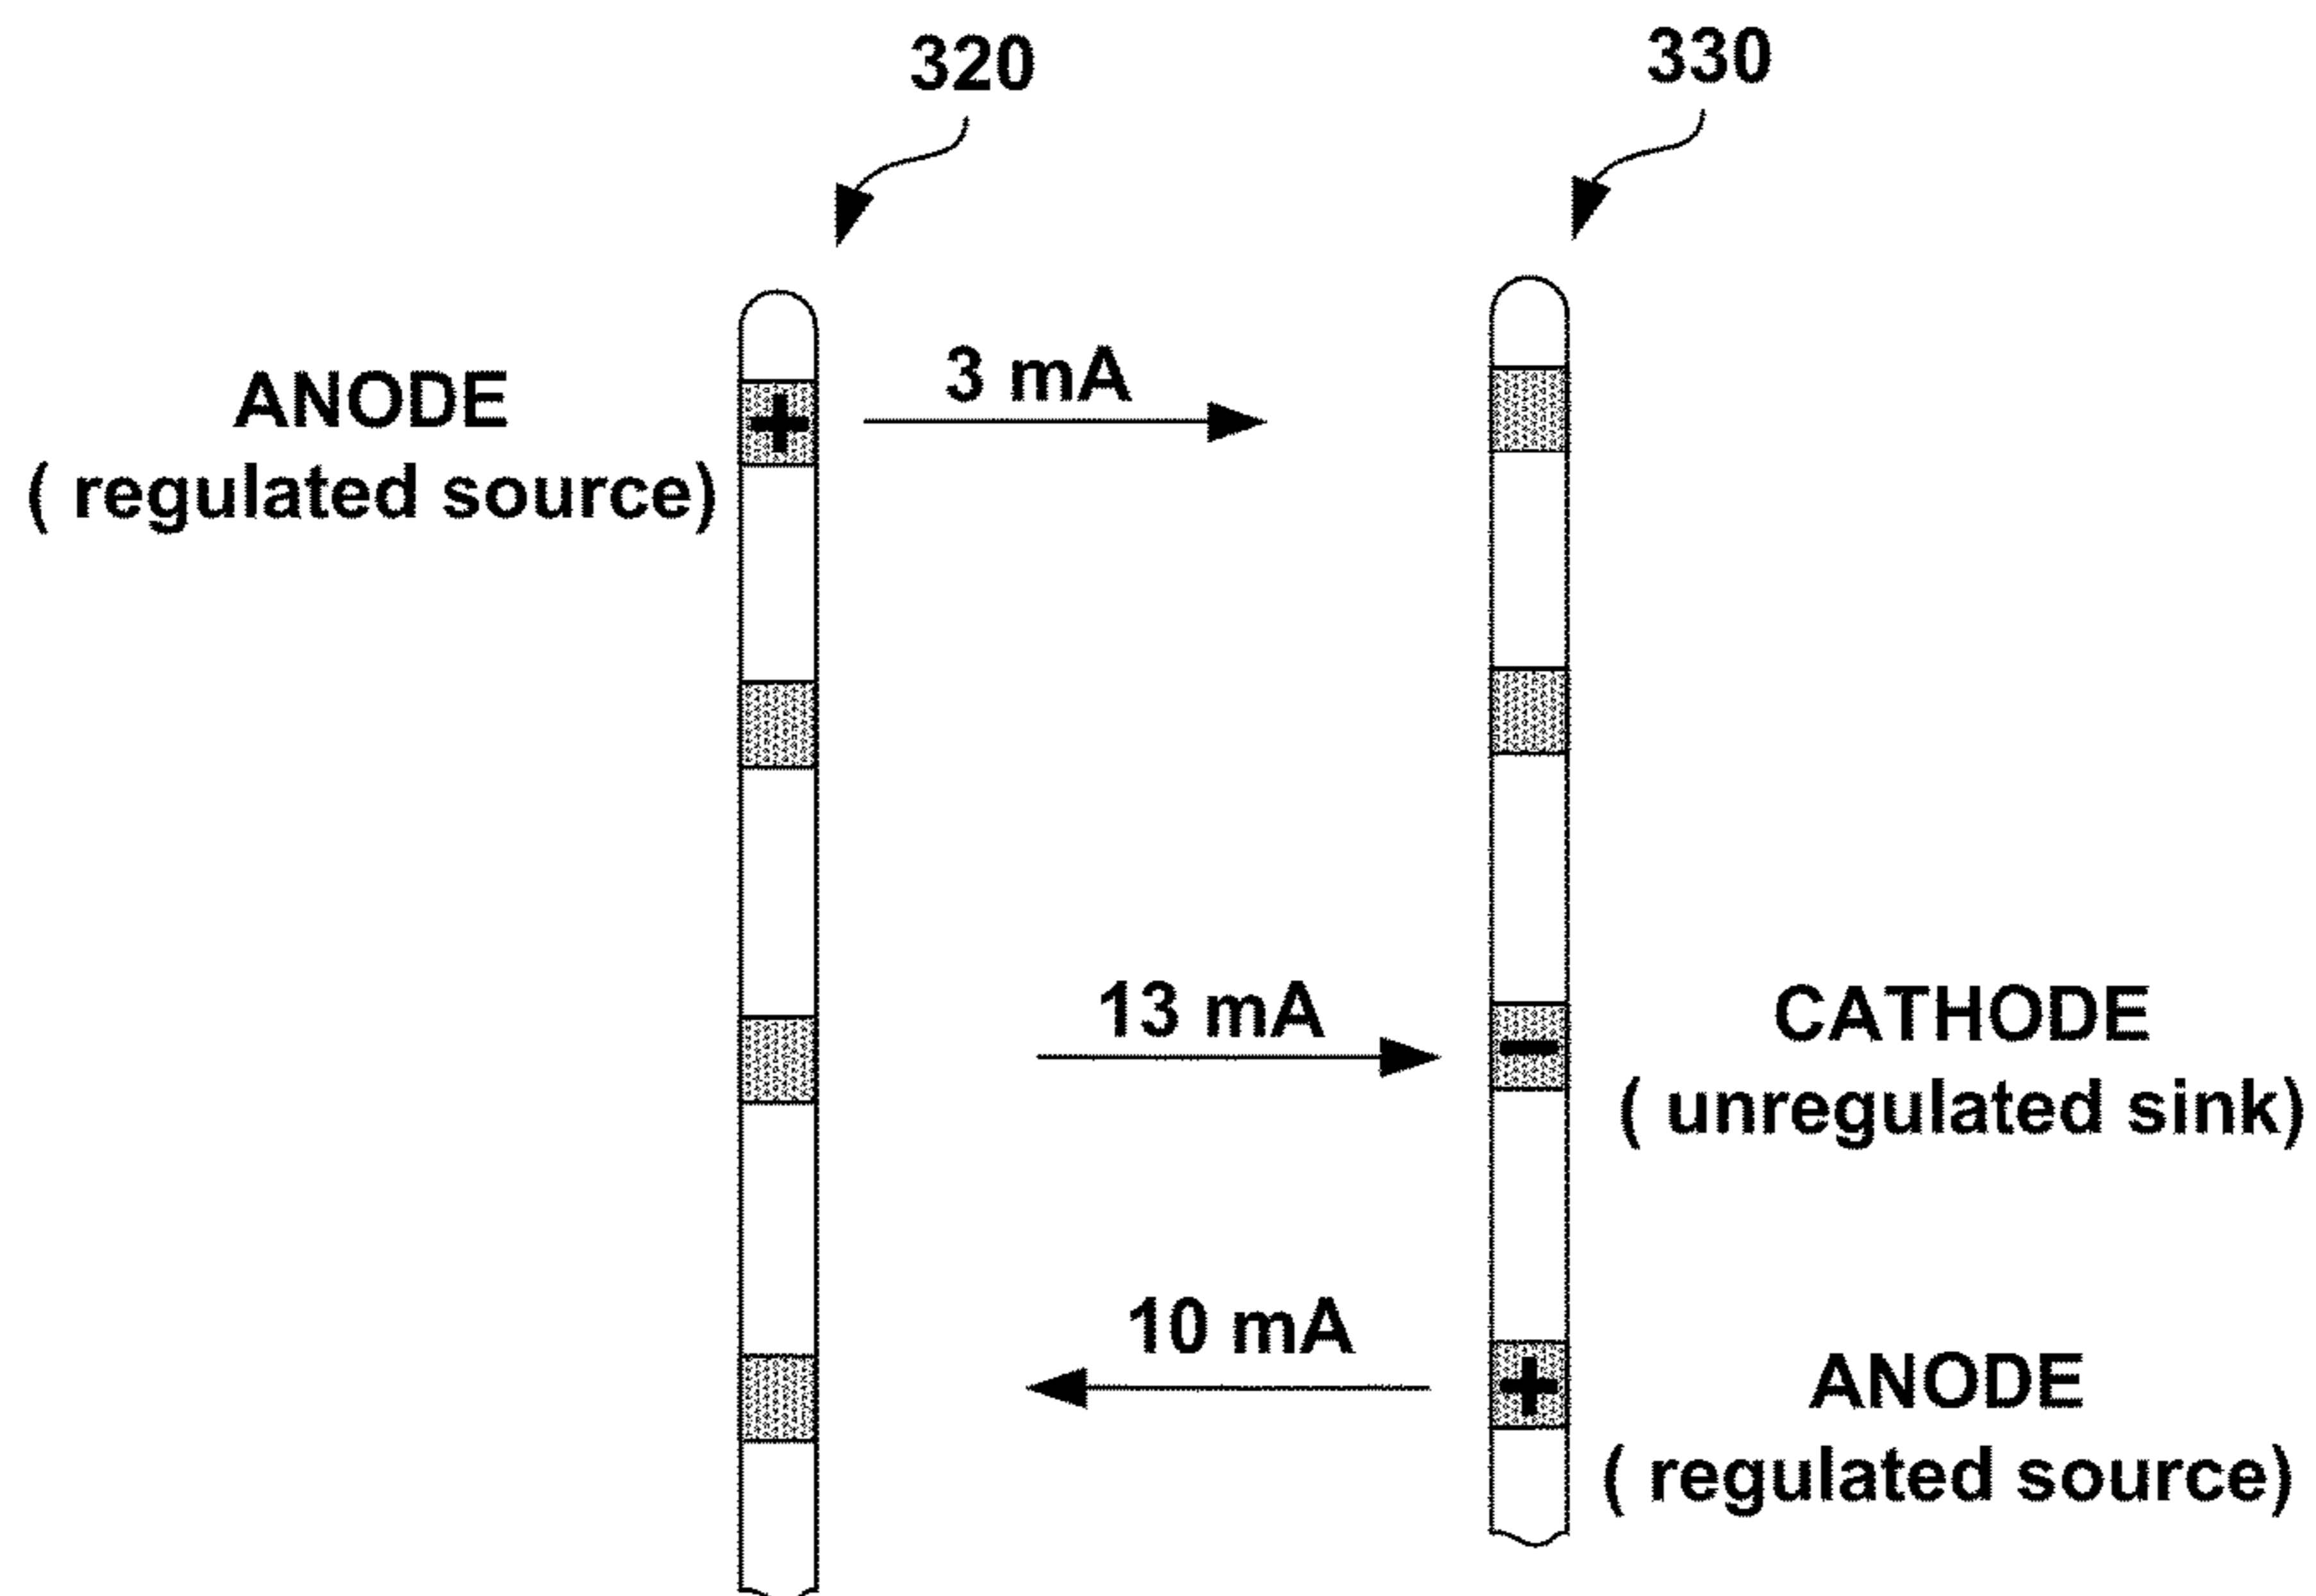 320
330
ANODE
( regulated source)
+
3 mA
13 mA
−
CATHODE
( unregulated sink)
10 mA
+
ANODE
( regulated source)